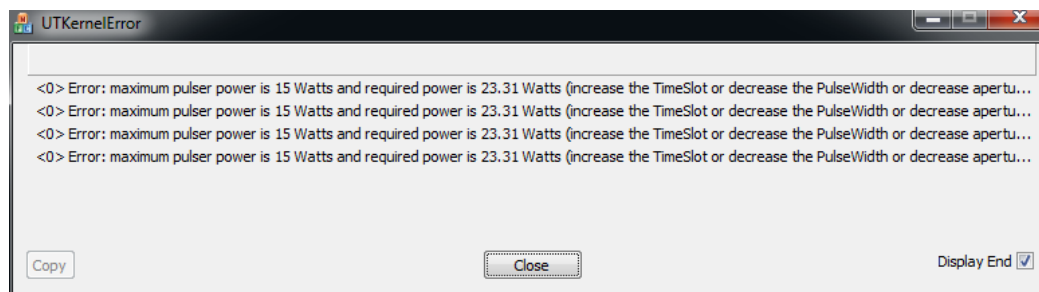 UTKernelError
<0> Error: maximum pulser power is 15 Watts and required power is 23.31 Watts (increase the TimeSlot or decrease the PulseWidth or decrease apertu...
<0> Error: maximum pulser power is 15 Watts and required power is 23.31 Watts (increase the TimeSlot or decrease the PulseWidth or decrease apertu...
<0> Error: maximum pulser power is 15 Watts and required power is 23.31 Watts (increase the TimeSlot or decrease the PulseWidth or decrease apertu...
<0> Error: maximum pulser power is 15 Watts and required power is 23.31 Watts (increase the TimeSlot or decrease the PulseWidth or decrease apertu...
Copy Close Display End